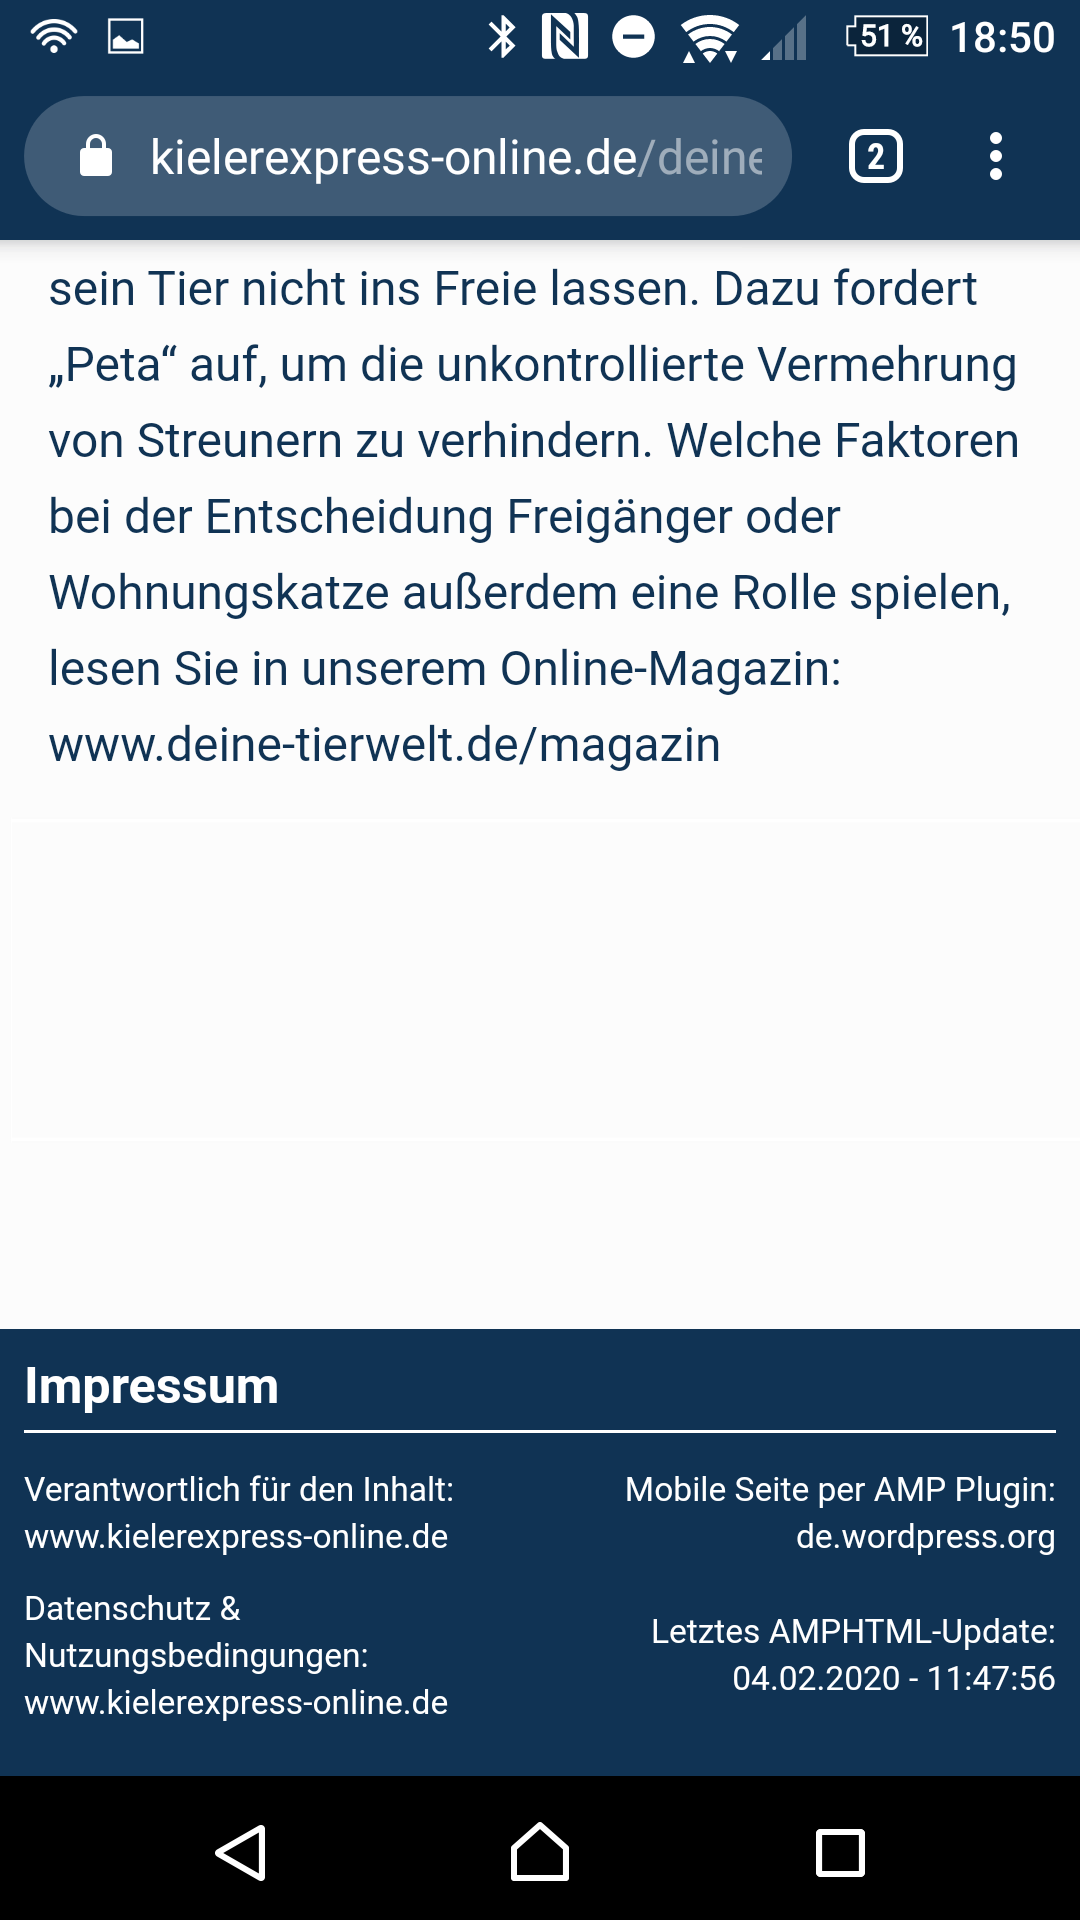 51 % 18:50
kielerexpress-online.de/deine
2
sein Tier nicht ins Freie lassen. Dazu fordert
„Peta“ auf, um die unkontrollierte Vermehrung
von Streunern zu verhindern. Welche Faktoren
bei der Entscheidung Freigänger oder
Wohnungskatze außerdem eine Rolle spielen,
lesen Sie in unserem Online-Magazin:
www.deine-tierwelt.de/magazin
Impressum
Verantwortlich für den Inhalt:
www.kielerexpress-online.de
Datenschutz &
Nutzungsbedingungen:
www.kielerexpress-online.de
Mobile Seite per AMP Plugin:
de.wordpress.org
Letztes AMPHTML-Update:
04.02.2020 - 11:47:56